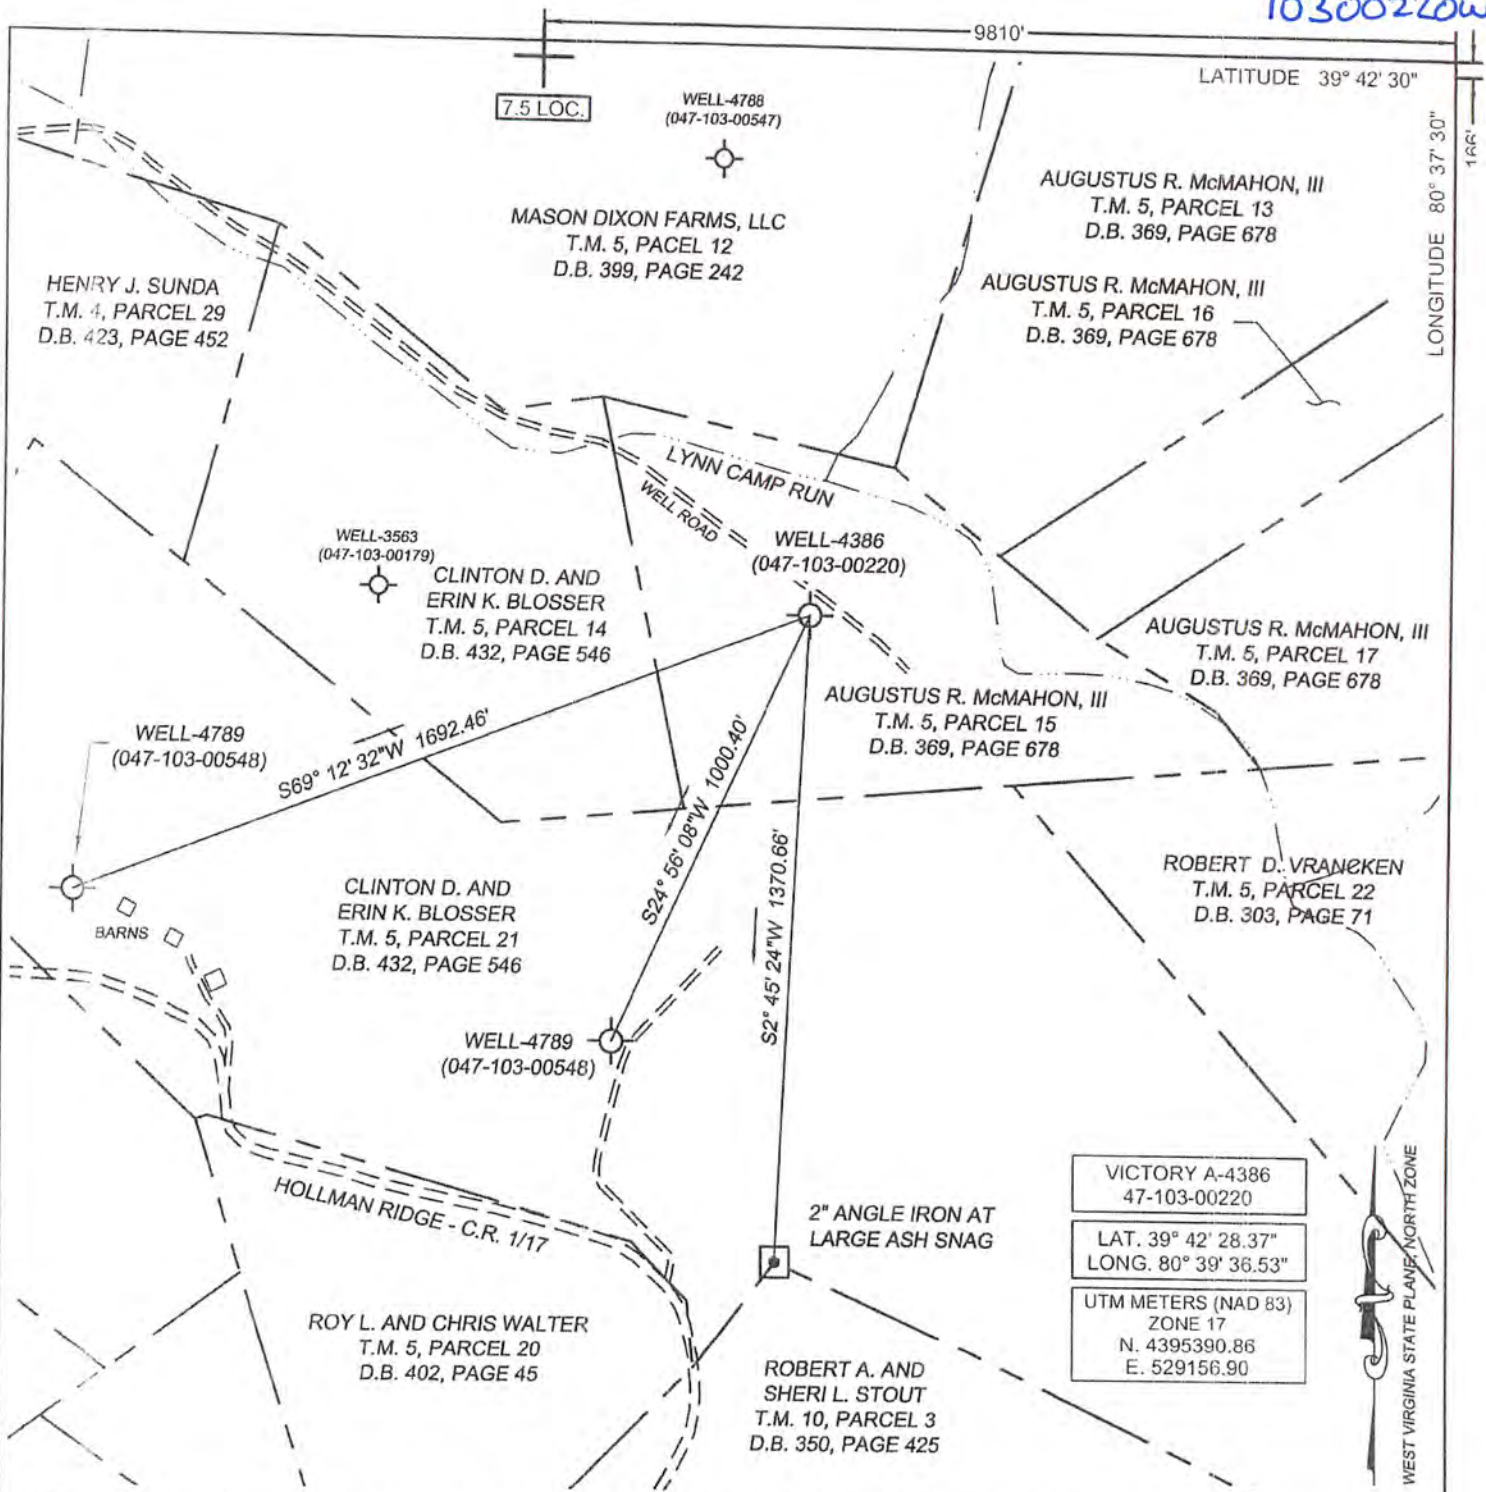 10300220W
9810'
LATITUDE 39° 42' 30"
7.5 LOC.
WELL-4788
(047-103-00547)
LONGITUDE 80° 37' 30"
166'
AUGUSTUS R. McMAHON, III
T.M. 5, PARCEL 13
D.B. 369, PAGE 678
MASON DIXON FARMS, LLC
T.M. 5, PACEL 12
D.B. 399, PAGE 242
HENRY J. SUNDA
T.M. 4, PARCEL 29
D.B. 423, PAGE 452
AUGUSTUS R. McMAHON, III
T.M. 5, PARCEL 16
D.B. 369, PAGE 678
LYNN CAMP RUN
WELL ROAD
WELL-3563
(047-103-00179)
WELL-4386
(047-103-00220)
CLINTON D. AND
ERIN K. BLOSSER
T.M. 5, PARCEL 14
D.B. 432, PAGE 546
AUGUSTUS R. McMAHON, III
T.M. 5, PARCEL 17
D.B. 369, PAGE 678
AUGUSTUS R. McMAHON, III
T.M. 5, PARCEL 15
D.B. 369, PAGE 678
WELL-4789
(047-103-00548)
S69° 12' 32"W 1692.46'
S24° 56' 08"W 1000.40'
S2° 45' 24"W 1370.66'
ROBERT D. VRANCKEN
T.M. 5, PARCEL 22
D.B. 303, PAGE 71
CLINTON D. AND
ERIN K. BLOSSER
T.M. 5, PARCEL 21
D.B. 432, PAGE 546
BARNS
WELL-4789
(047-103-00548)
HOLLMAN RIDGE - C.R. 1/17
2" ANGLE IRON AT
LARGE ASH SNAG
VICTORY A-4386
47-103-00220
LAT. 39° 42' 28.37"
LONG. 80° 39' 36.53"
UTM METERS (NAD 83)
ZONE 17
N. 4395390.86
E. 529156.90
WEST VIRGINIA STATE PLANE, NORTH ZONE
ROY L. AND CHRIS WALTER
T.M. 5, PARCEL 20
D.B. 402, PAGE 45
ROBERT A. AND
SHERI L. STOUT
T.M. 10, PARCEL 3
D.B. 350, PAGE 425